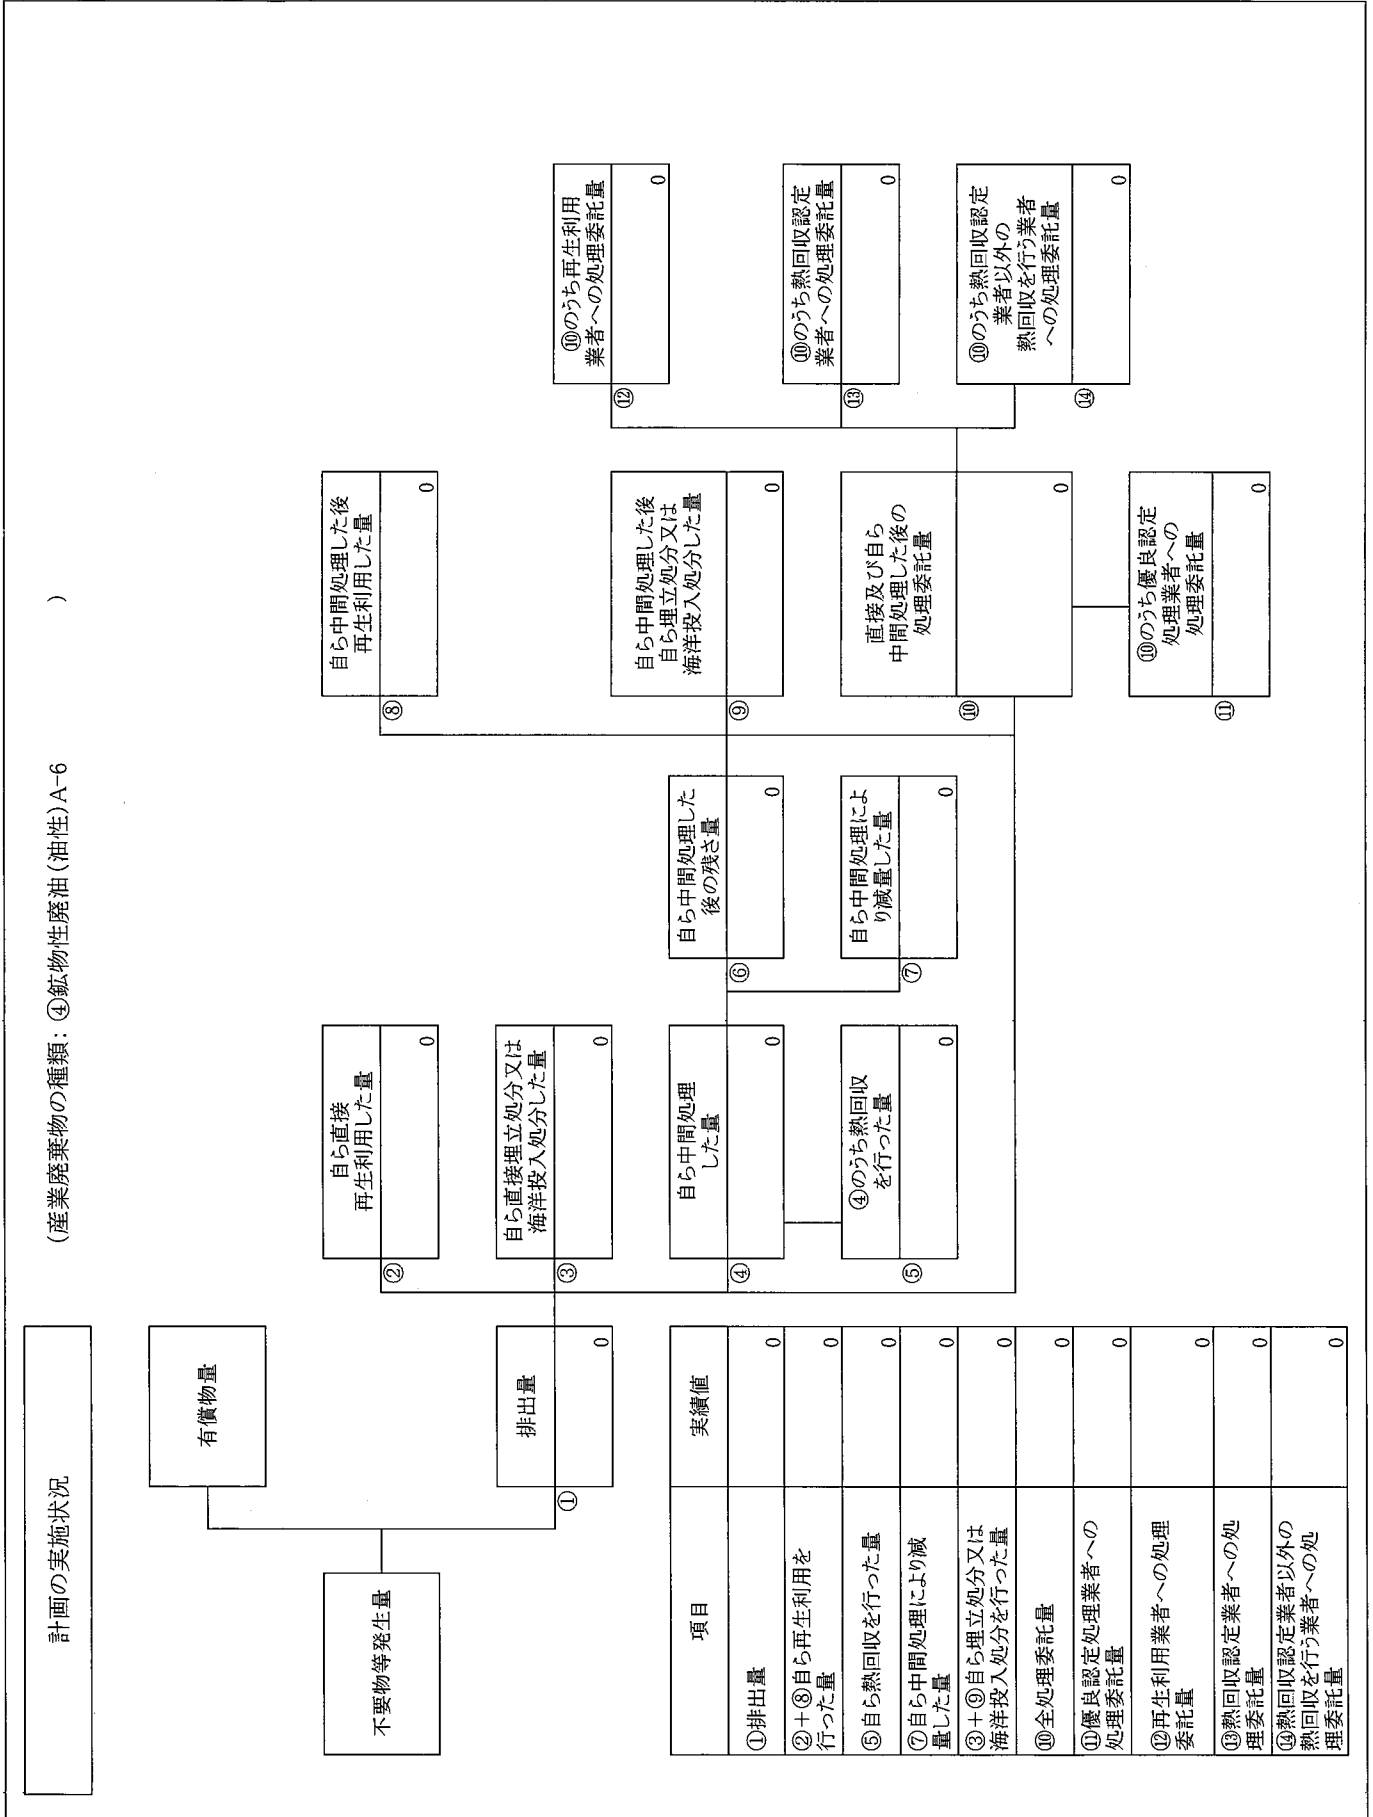 計画の実施状況
(産業廃棄物の種類：④鉱物性廃油(油性)A-6 )
不要物等発生量
有償物量
排出量
①
0
自ら直接
再生利用した量
②
0
自ら直接埋立処分又は
海洋投入処分した量
③
0
自ら中間処理
した量
④
0
④のうち熱回収
を行った量
⑤
0
自ら中間処理した
後の残さ量
⑥
0
自ら中間処理によ
り減量した量
⑦
0
自ら中間処理した後
再生利用した量
⑧
0
自ら中間処理した後
自ら埋立処分又は
海洋投入処分した量
⑨
0
直接及び自ら
中間処理した後の
処理委託量
⑩
0
⑩のうち優良認定
処理業者への
処理委託量
⑪
0
⑩のうち再生利用
業者への処理委託量
⑫
0
⑩のうち熱回収認定
業者への処理委託量
⑬
0
⑩のうち熱回収認定
業者以外の
熱回収を行う業者
への処理委託量
⑭
0
項目 実績値
①排出量 0
②＋⑧自ら再生利用を
行った量 0
⑤自ら熱回収を行った量 0
⑦自ら中間処理により減
量した量 0
③＋⑨自ら埋立処分又は
海洋投入処分を行った量 0
⑩全処理委託量 0
⑪優良認定処理業者への
処理委託量 0
⑫再生利用業者への処理
委託量 0
⑬熱回収認定業者への処
理委託量 0
⑭熱回収認定業者以外の
熱回収を行う業者への処
理委託量 0